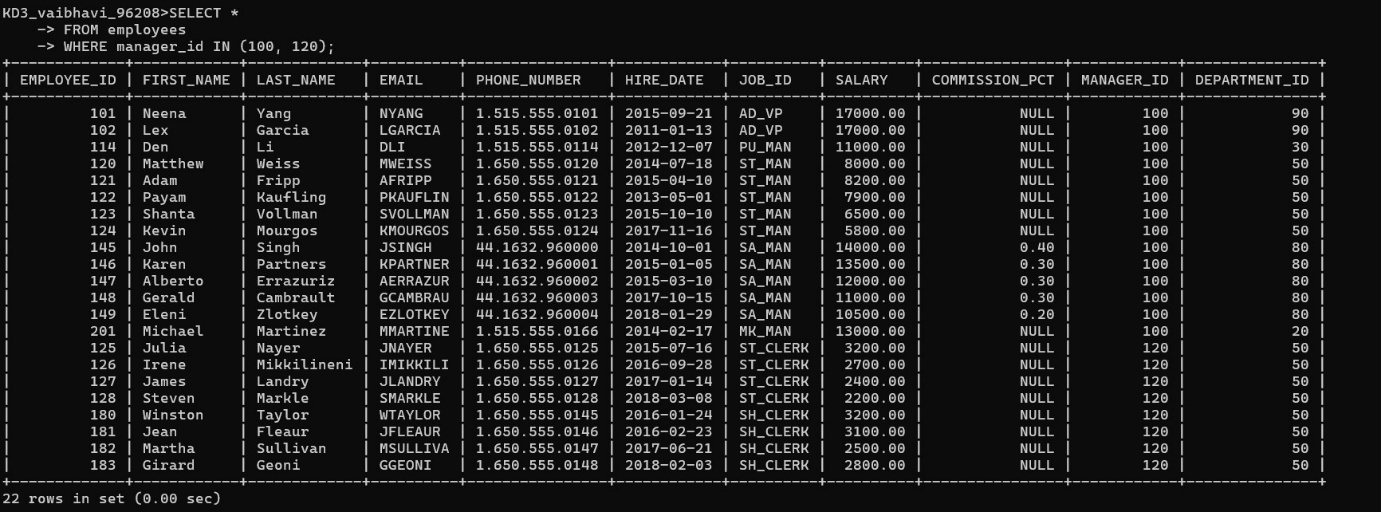 KD3_vaibhavi_96208>SELECT *
    -> FROM employees
    -> WHERE manager_id IN (100, 120);
+-------------+------------+-------------+----------+---------------+------------+----------+----------+----------------+------------+---------------+
| EMPLOYEE_ID | FIRST_NAME | LAST_NAME   | EMAIL    | PHONE_NUMBER  | HIRE_DATE  | JOB_ID   | SALARY   | COMMISSION_PCT | MANAGER_ID | DEPARTMENT_ID |
+-------------+------------+-------------+----------+---------------+------------+----------+----------+----------------+------------+---------------+
|         101 | Neena      | Yang        | NYANG    | 1.515.555.0101 | 2015-09-21 | AD_VP    | 17000.00 |           NULL |        100 |            90 |
|         102 | Lex        | Garcia      | LGARCIA  | 1.515.555.0102 | 2011-01-13 | AD_VP    | 17000.00 |           NULL |        100 |            90 |
|         114 | Den        | Li          | DLI      | 1.515.555.0114 | 2012-12-07 | PU_MAN   | 11000.00 |           NULL |        100 |            30 |
|         120 | Matthew    | Weiss       | MWEISS   | 1.650.555.0120 | 2014-07-18 | ST_MAN   |  8000.00 |           NULL |        100 |            50 |
|         121 | Adam       | Fripp       | AFRIPP   | 1.650.555.0121 | 2015-04-10 | ST_MAN   |  8200.00 |           NULL |        100 |            50 |
|         122 | Payam      | Kaufling    | PKAUFLIN | 1.650.555.0122 | 2013-05-01 | ST_MAN   |  7900.00 |           NULL |        100 |            50 |
|         123 | Shanta     | Vollman     | SVOLLMAN | 1.650.555.0123 | 2015-10-10 | ST_MAN   |  6500.00 |           NULL |        100 |            50 |
|         124 | Kevin      | Mourgos     | KMOURGOS | 1.650.555.0124 | 2017-11-16 | ST_MAN   |  5800.00 |           NULL |        100 |            50 |
|         145 | John       | Singh       | JSINGH   | 44.1632.960000 | 2014-10-01 | SA_MAN   | 14000.00 |           0.40 |        100 |            80 |
|         146 | Karen      | Partners    | KPARTNER | 44.1632.960001 | 2015-01-05 | SA_MAN   | 13500.00 |           0.30 |        100 |            80 |
|         147 | Alberto    | Errazuriz   | AERRAZUR | 44.1632.960002 | 2015-03-10 | SA_MAN   | 12000.00 |           0.30 |        100 |            80 |
|         148 | Gerald     | Cambrault   | GCAMBRAU | 44.1632.960003 | 2017-10-15 | SA_MAN   | 11000.00 |           0.30 |        100 |            80 |
|         149 | Eleni      | Zlotkey     | EZLOTKEY | 44.1632.960004 | 2018-01-29 | SA_MAN   | 10500.00 |           0.20 |        100 |            80 |
|         201 | Michael    | Martinez    | MMARTINE | 1.515.555.0166 | 2014-02-17 | MK_MAN   | 13000.00 |           NULL |        100 |            20 |
|         125 | Julia      | Nayer       | JNAYER   | 1.650.555.0125 | 2015-07-16 | ST_CLERK |  3200.00 |           NULL |        120 |            50 |
|         126 | Irene      | Mikkilineni | IMIKKILI | 1.650.555.0126 | 2016-09-28 | ST_CLERK |  2700.00 |           NULL |        120 |            50 |
|         127 | James      | Landry      | JLANDRY  | 1.650.555.0127 | 2017-01-14 | ST_CLERK |  2400.00 |           NULL |        120 |            50 |
|         128 | Steven     | Markle      | SMARKLE  | 1.650.555.0128 | 2018-03-08 | ST_CLERK |  2200.00 |           NULL |        120 |            50 |
|         180 | Winston    | Taylor      | WTAYLOR  | 1.650.555.0145 | 2016-01-24 | SH_CLERK |  3200.00 |           NULL |        120 |            50 |
|         181 | Jean       | Fleaur      | JFLEAUR  | 1.650.555.0146 | 2016-02-23 | SH_CLERK |  3100.00 |           NULL |        120 |            50 |
|         182 | Martha     | Sullivan    | MSULLIVA | 1.650.555.0147 | 2017-06-21 | SH_CLERK |  2500.00 |           NULL |        120 |            50 |
|         183 | Girard     | Geoni       | GGEONI   | 1.650.555.0148 | 2018-02-03 | SH_CLERK |  2800.00 |           NULL |        120 |            50 |
+-------------+------------+-------------+----------+---------------+------------+----------+----------+----------------+------------+---------------+
22 rows in set (0.00 sec)